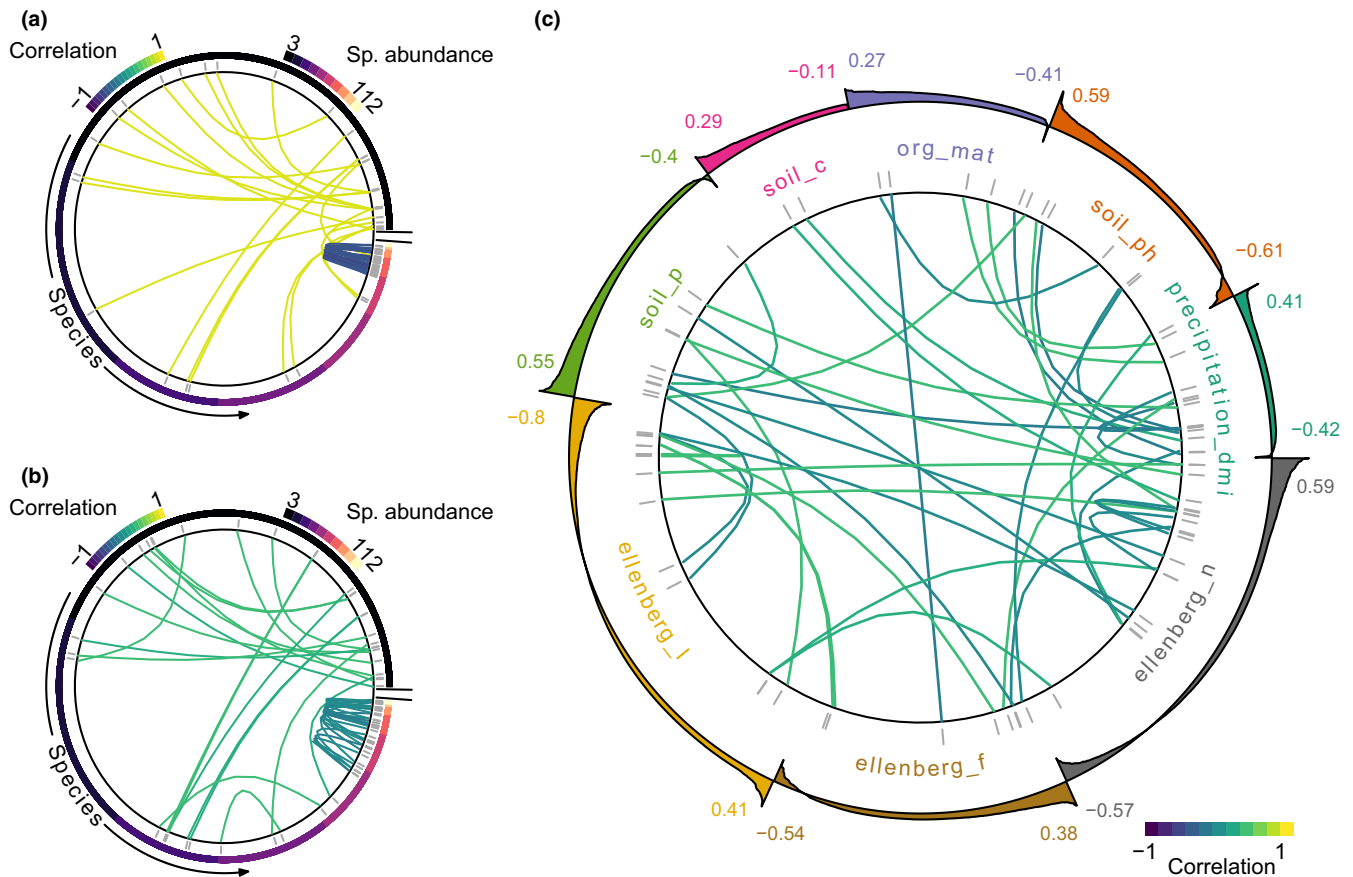 (a)
Correlation
−1
1
3
112
Sp. abundance
Species
(b)
Correlation
−1
1
3
112
Sp. abundance
Species
(c)
−0.11
0.27
−0.41
0.59
0.29
−0.4
−0.61
0.41
0.55
−0.8
−0.42
0.59
0.41
−0.54
0.38
−0.57
org_mat
soil_c
soil_ph
soil_p
precipitation_dmi
ellenberg_l
ellenberg_n
ellenberg_f
−1
1
Correlation